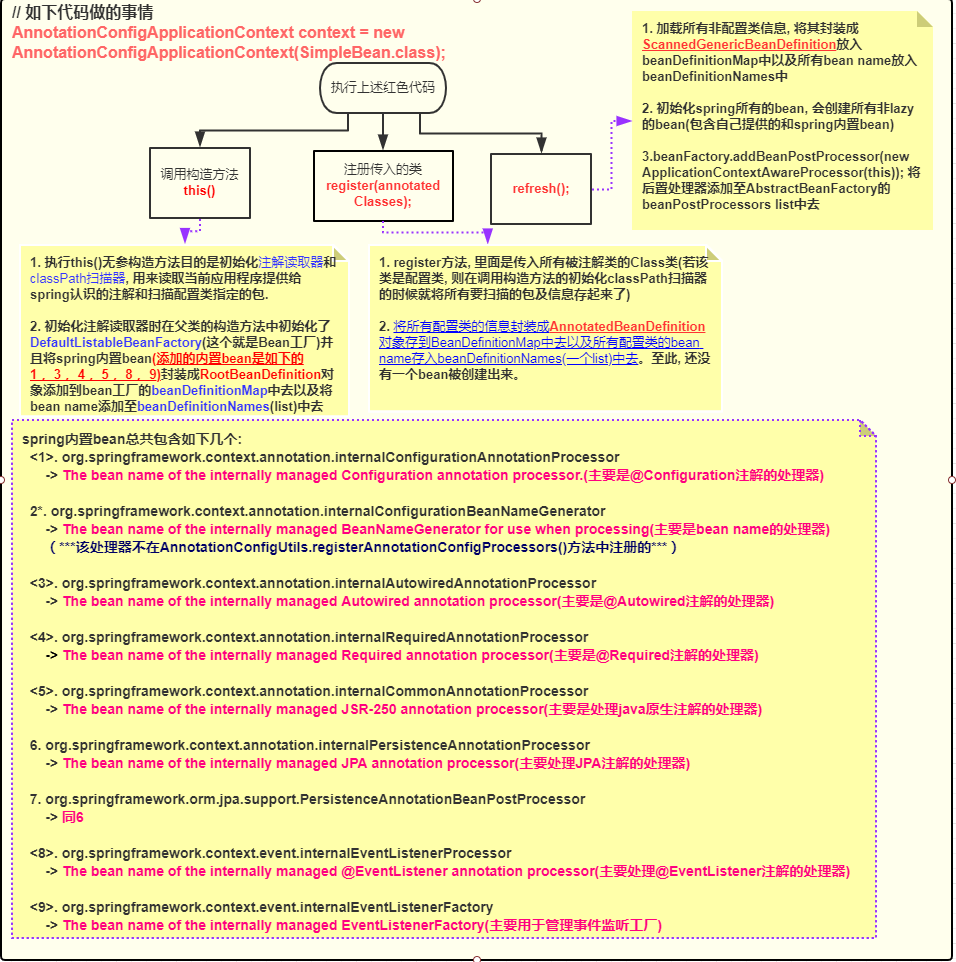 // 如下代码做的事情
AnnotationConfigApplicationContext context = new
AnnotationConfigApplicationContext(SimpleBean.class);
执行上述红色代码
调用构造方法
this()
注册传入的类
register(annotated
Classes);
refresh();
1. 加载所有非配置类信息, 将其封装成
ScannedGenericBeanDefinition放入
beanDefinitionMap中以及所有bean name放入
beanDefinitionNames中
2. 初始化spring所有的bean, 会创建所有非lazy
的bean(包含自己提供的和spring内置bean)
3.beanFactory.addBeanPostProcessor(new
ApplicationContextAwareProcessor(this)); 将
后置处理器添加至AbstractBeanFactory的
beanPostProcessors list中去
1. 执行this()无参构造方法目的是初始化注解读取器和
classPath扫描器, 用来读取当前应用程序提供给
spring认识的注解和扫描配置类指定的包.
2. 初始化注解读取器时在父类的构造方法中初始化了
DefaultListableBeanFactory(这个就是Bean工厂)并
且将spring内置bean(添加的内置bean是如下的
1，3，4，5，8，9)封装成RootBeanDefinition对
象添加到bean工厂的beanDefinitionMap中去以及将
bean name添加至beanDefinitionNames(list)中去
1. register方法, 里面是传入所有被注解类的Class类(若该
类是配置类, 则在调用构造方法的初始化classPath扫描器
的时候就将所有要扫描的包及信息存起来了)
2. 将所有配置类的信息封装成AnnotatedBeanDefinition
对象存到BeanDefinitionMap中去以及所有配置类的bean
name存入beanDefinitionNames(一个list)中去。至此, 还没
有一个bean被创建出来。
spring内置bean总共包含如下几个:
<1>. org.springframework.context.annotation.internalConfigurationAnnotationProcessor
-> The bean name of the internally managed Configuration annotation processor.(主要是@Configuration注解的处理器)
2*. org.springframework.context.annotation.internalConfigurationBeanNameGenerator
-> The bean name of the internally managed BeanNameGenerator for use when processing(主要是bean name的处理器)
（ ***该处理器不在AnnotationConfigUtils.registerAnnotationConfigProcessors()方法中注册的*** ）
<3>. org.springframework.context.annotation.internalAutowiredAnnotationProcessor
-> The bean name of the internally managed Autowired annotation processor(主要是@Autowired注解的处理器)
<4>. org.springframework.context.annotation.internalRequiredAnnotationProcessor
-> The bean name of the internally managed Required annotation processor(主要是@Required注解的处理器)
<5>. org.springframework.context.annotation.internalCommonAnnotationProcessor
-> The bean name of the internally managed JSR-250 annotation processor(主要是处理java原生注解的处理器)
6. org.springframework.context.annotation.internalPersistenceAnnotationProcessor
-> The bean name of the internally managed JPA annotation processor(主要处理JPA注解的处理器)
7. org.springframework.orm.jpa.support.PersistenceAnnotationBeanPostProcessor
-> 同6
<8>. org.springframework.context.event.internalEventListenerProcessor
-> The bean name of the internally managed @EventListener annotation processor(主要处理@EventListener注解的处理器)
<9>. org.springframework.context.event.internalEventListenerFactory
-> The bean name of the internally managed EventListenerFactory(主要用于管理事件监听工厂)